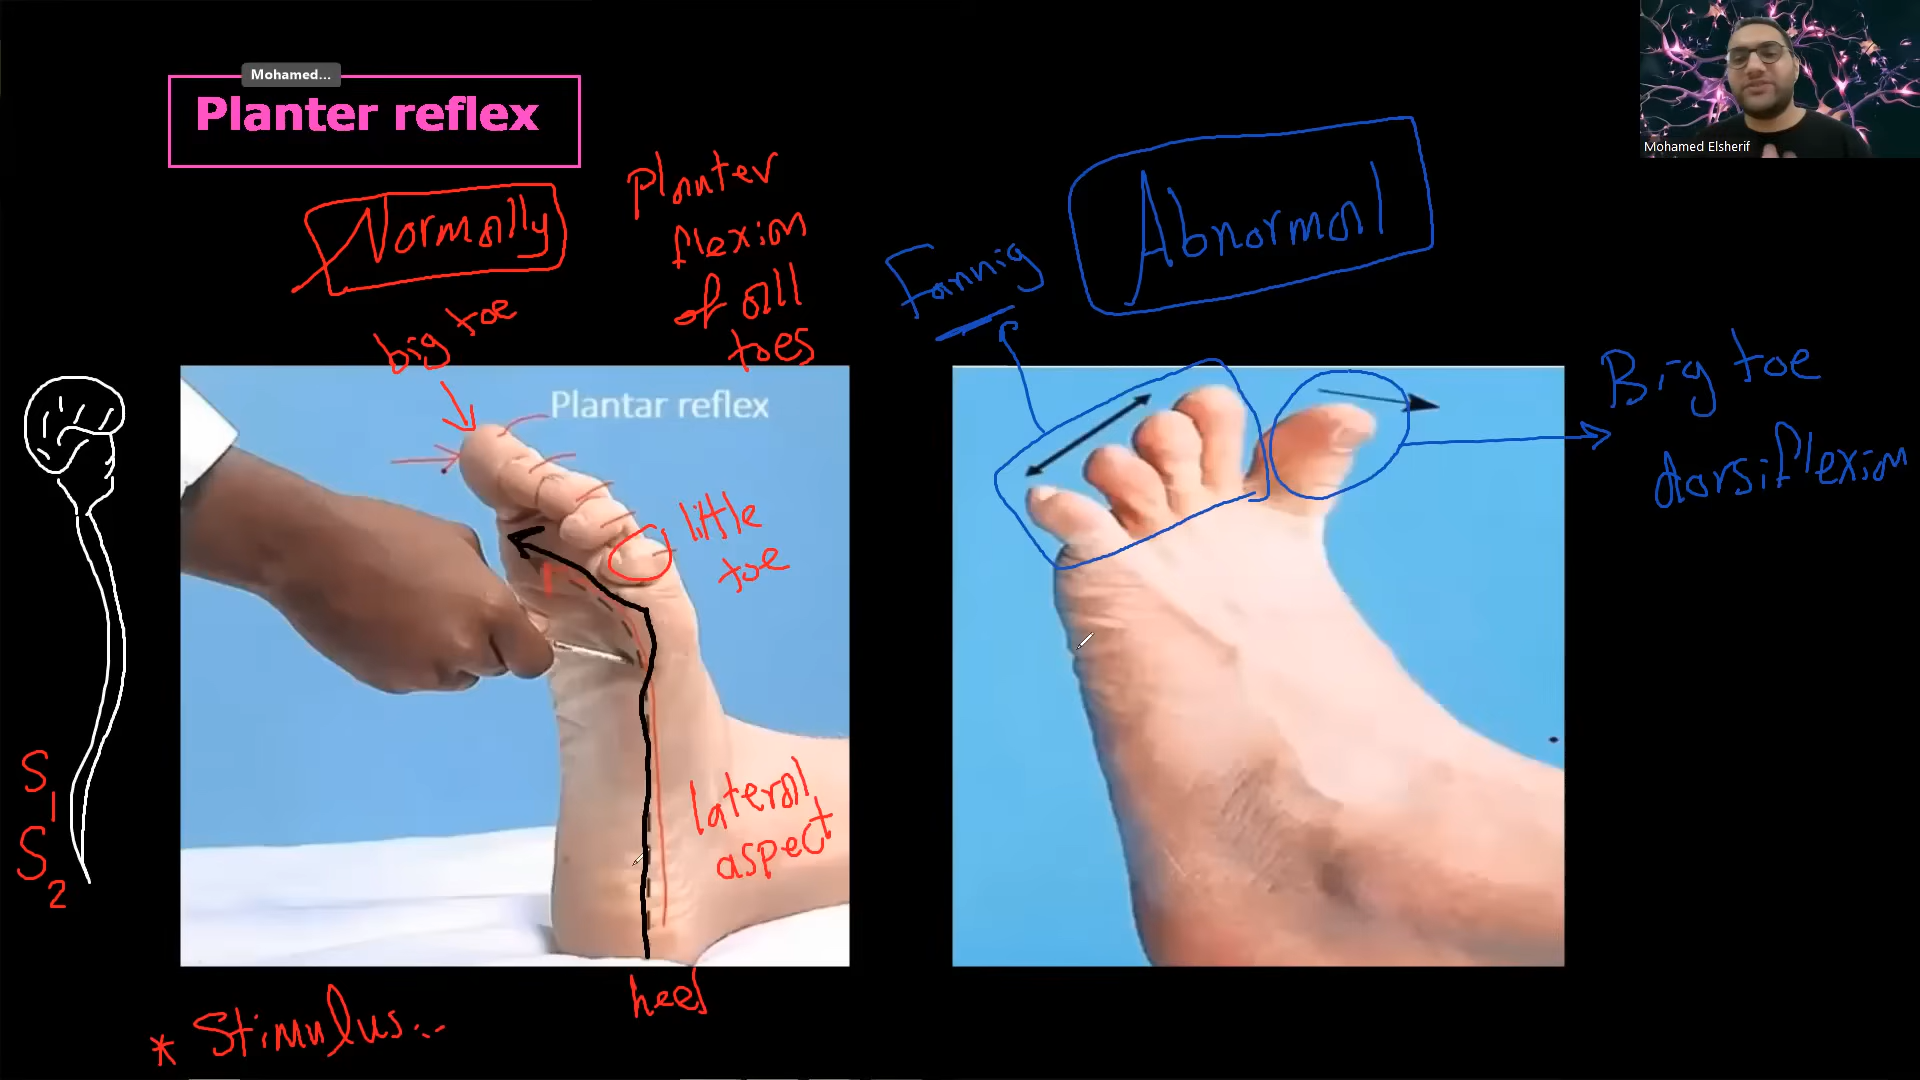 Mohamed...
Planter reflex
Mohamed Elsherif
Normally
Planter
flexion
of all
toes
big toe
Plantar reflex
little
toe
lateral
aspect
heel
* Stimulus...
S1
S2
Abnormal
Fannig
Big toe
dorsiflexion